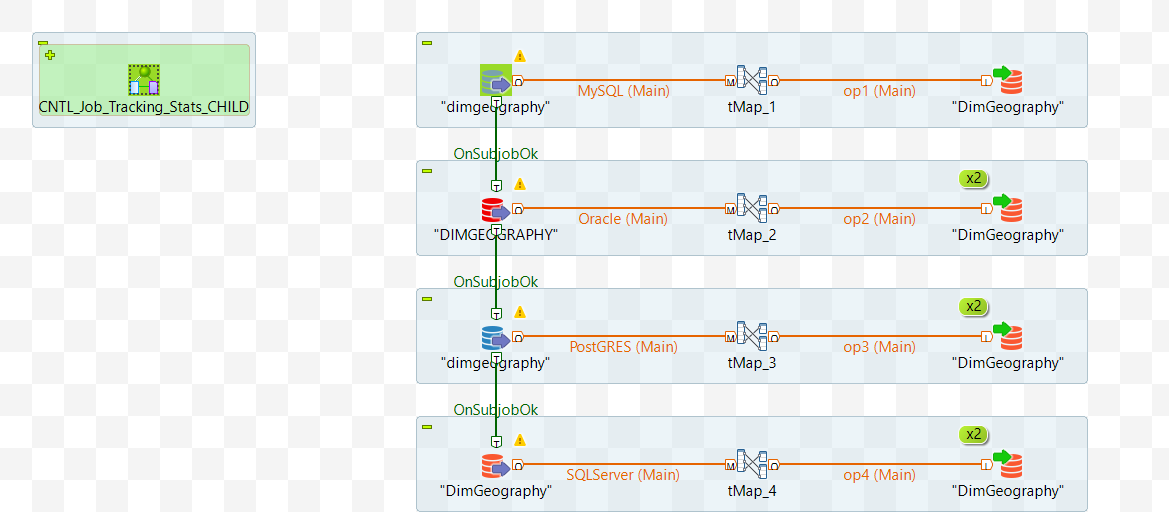 CNTL_Job_Tracking_Stats_CHILD
O
MySQL (Main)
M
O
op1 (Main)
I
"dimgeography"
T
tMap_1
"DimGeography"
OnSubjobOk
T
x2
O
Oracle (Main)
M
O
op2 (Main)
I
"DIMGEOGRAPHY"
T
tMap_2
"DimGeography"
OnSubjobOk
T
x2
O
PostGRES (Main)
M
O
op3 (Main)
I
"dimgeography"
T
tMap_3
"DimGeography"
OnSubjobOk
T
x2
O
SQLServer (Main)
M
O
op4 (Main)
I
"DimGeography"
tMap_4
"DimGeography"